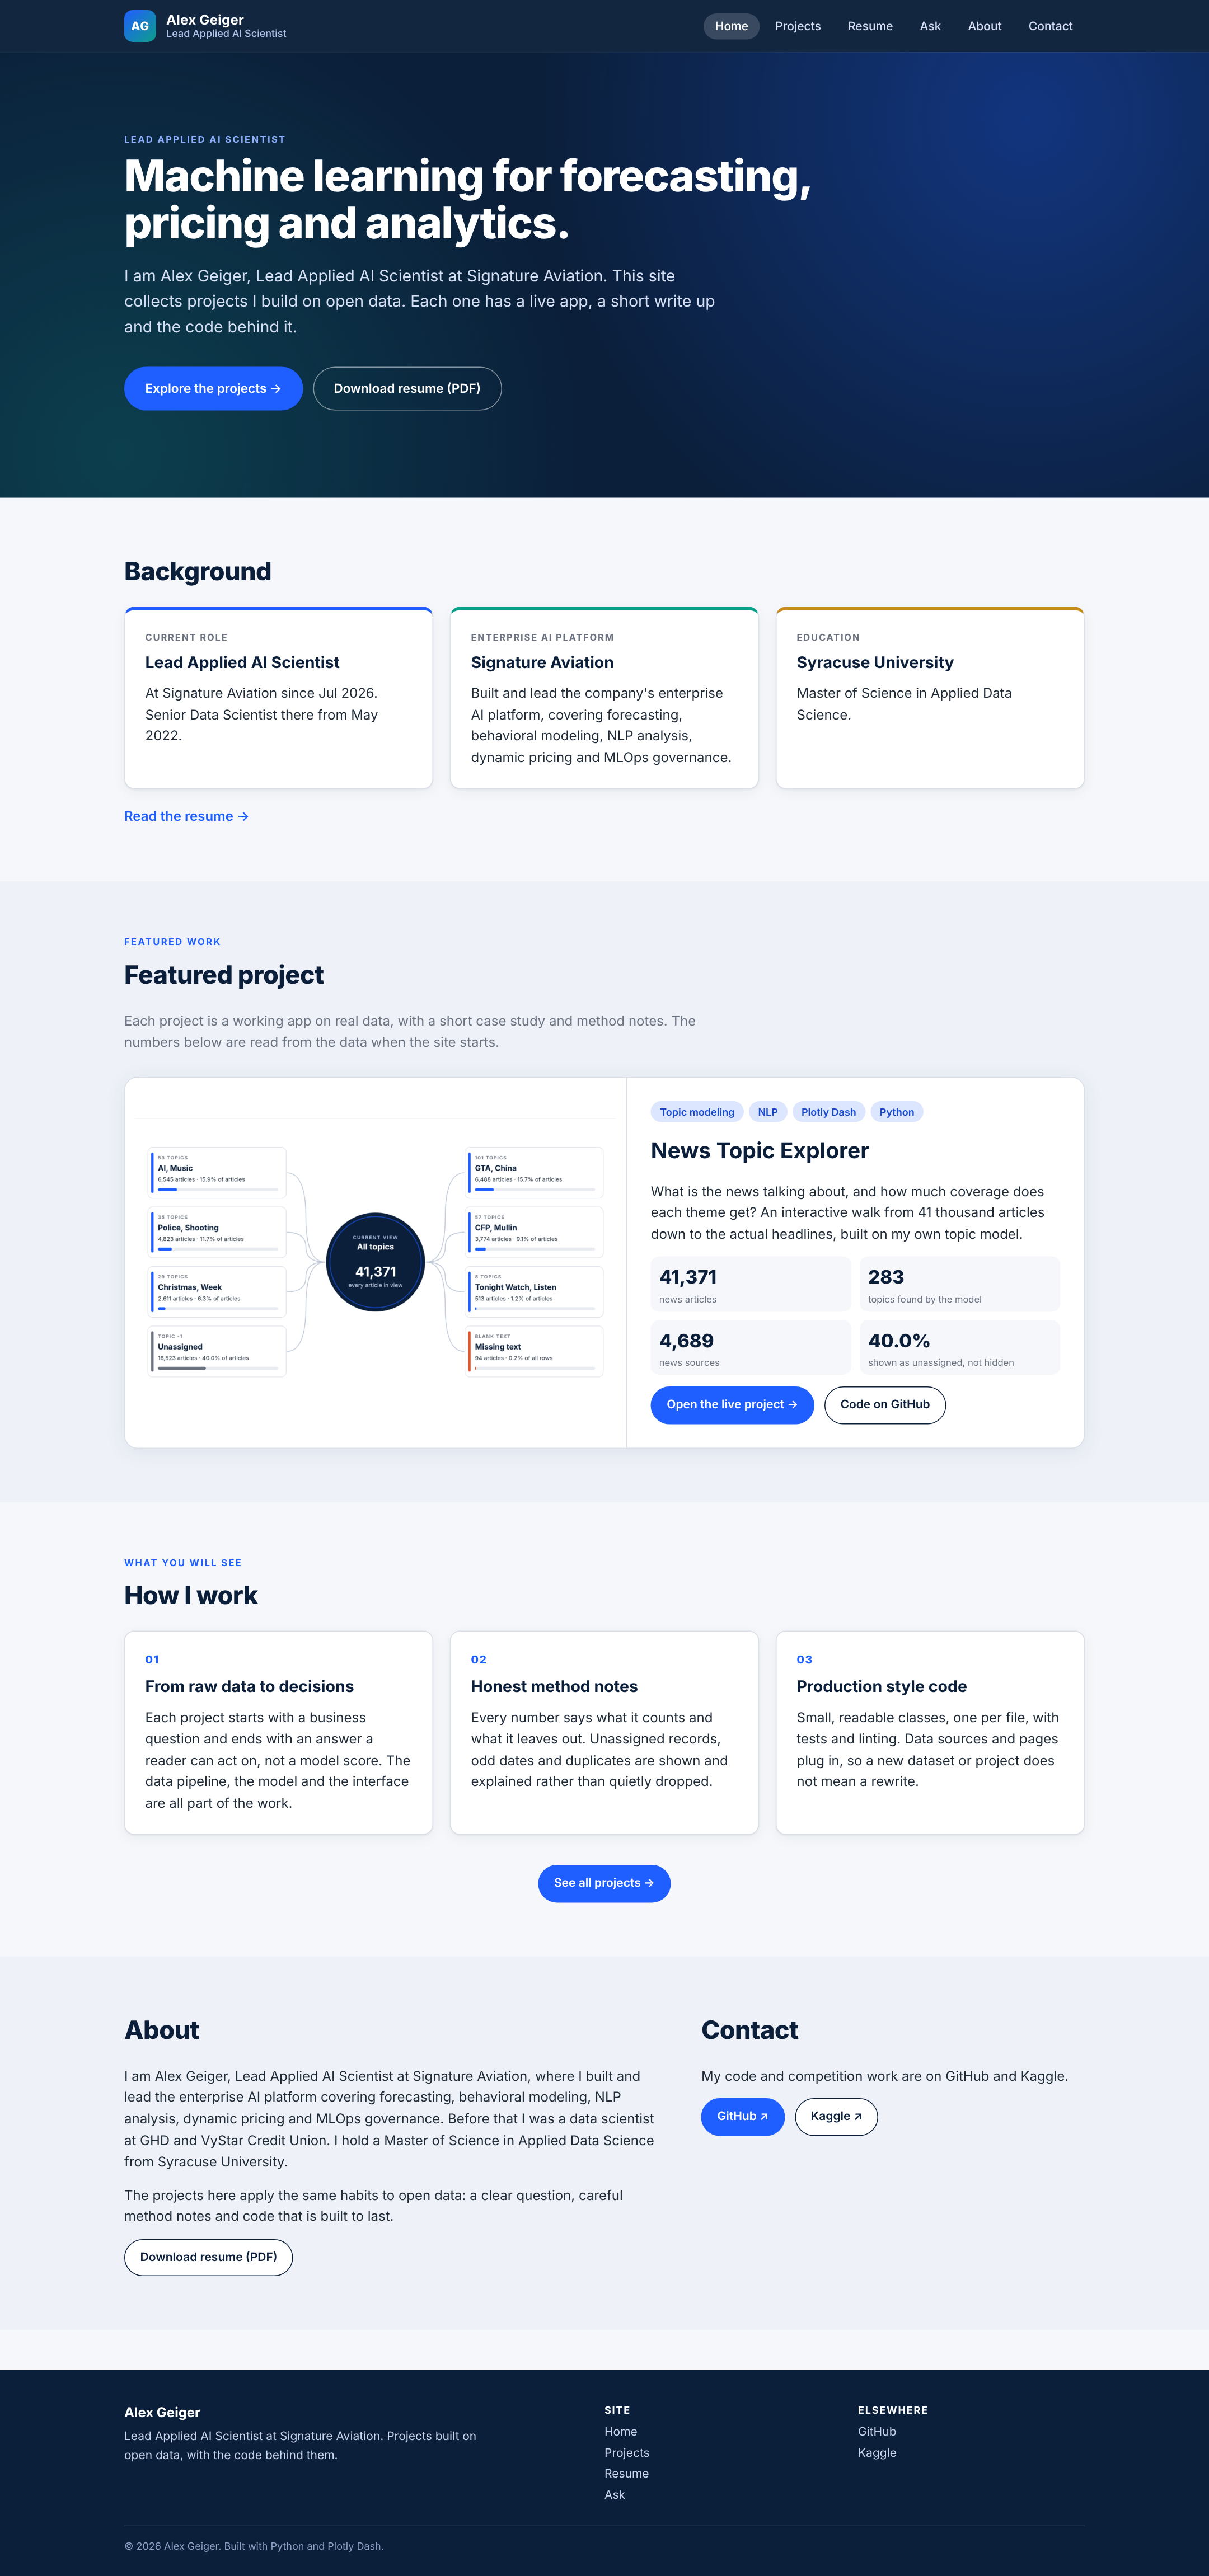 AG
Alex Geiger
Lead Applied AI Scientist
Home
Projects
Resume
Ask
About
Contact
LEAD APPLIED AI SCIENTIST
Machine learning for forecasting,
pricing and analytics.
I am Alex Geiger, Lead Applied AI Scientist at Signature Aviation. This site
collects projects I build on open data. Each one has a live app, a short write up
and the code behind it.
Explore the projects →
Download resume (PDF)
Background
CURRENT ROLE
Lead Applied AI Scientist
At Signature Aviation since Jul 2026.
Senior Data Scientist there from May
2022.
ENTERPRISE AI PLATFORM
Signature Aviation
Built and lead the company's enterprise
AI platform, covering forecasting,
behavioral modeling, NLP analysis,
dynamic pricing and MLOps governance.
EDUCATION
Syracuse University
Master of Science in Applied Data
Science.
Read the resume →
FEATURED WORK
Featured project
Each project is a working app on real data, with a short case study and method notes. The
numbers below are read from the data when the site starts.
53 TOPICS
AI, Music
6,545 articles · 15.9% of articles
35 TOPICS
Police, Shooting
4,823 articles · 11.7% of articles
29 TOPICS
Christmas, Week
2,611 articles · 6.3% of articles
TOPIC -1
Unassigned
16,523 articles · 40.0% of articles
CURRENT VIEW
All topics
41,371
every article in view
101 TOPICS
GTA, China
6,488 articles · 15.7% of articles
57 TOPICS
CFP, Mullin
3,774 articles · 9.1% of articles
8 TOPICS
Tonight Watch, Listen
513 articles · 1.2% of articles
BLANK TEXT
Missing text
94 articles · 0.2% of all rows
Topic modeling
NLP
Plotly Dash
Python
News Topic Explorer
What is the news talking about, and how much coverage does
each theme get? An interactive walk from 41 thousand articles
down to the actual headlines, built on my own topic model.
41,371
news articles
283
topics found by the model
4,689
news sources
40.0%
shown as unassigned, not hidden
Open the live project →
Code on GitHub
WHAT YOU WILL SEE
How I work
01
From raw data to decisions
Each project starts with a business
question and ends with an answer a
reader can act on, not a model score. The
data pipeline, the model and the interface
are all part of the work.
02
Honest method notes
Every number says what it counts and
what it leaves out. Unassigned records,
odd dates and duplicates are shown and
explained rather than quietly dropped.
03
Production style code
Small, readable classes, one per file, with
tests and linting. Data sources and pages
plug in, so a new dataset or project does
not mean a rewrite.
See all projects →
About
I am Alex Geiger, Lead Applied AI Scientist at Signature Aviation, where I built and
lead the enterprise AI platform covering forecasting, behavioral modeling, NLP
analysis, dynamic pricing and MLOps governance. Before that I was a data scientist
at GHD and VyStar Credit Union. I hold a Master of Science in Applied Data Science
from Syracuse University.
The projects here apply the same habits to open data: a clear question, careful
method notes and code that is built to last.
Download resume (PDF)
Contact
My code and competition work are on GitHub and Kaggle.
GitHub ↗
Kaggle ↗
Alex Geiger
Lead Applied AI Scientist at Signature Aviation. Projects built on
open data, with the code behind them.
SITE
Home
Projects
Resume
Ask
ELSEWHERE
GitHub
Kaggle
© 2026 Alex Geiger. Built with Python and Plotly Dash.